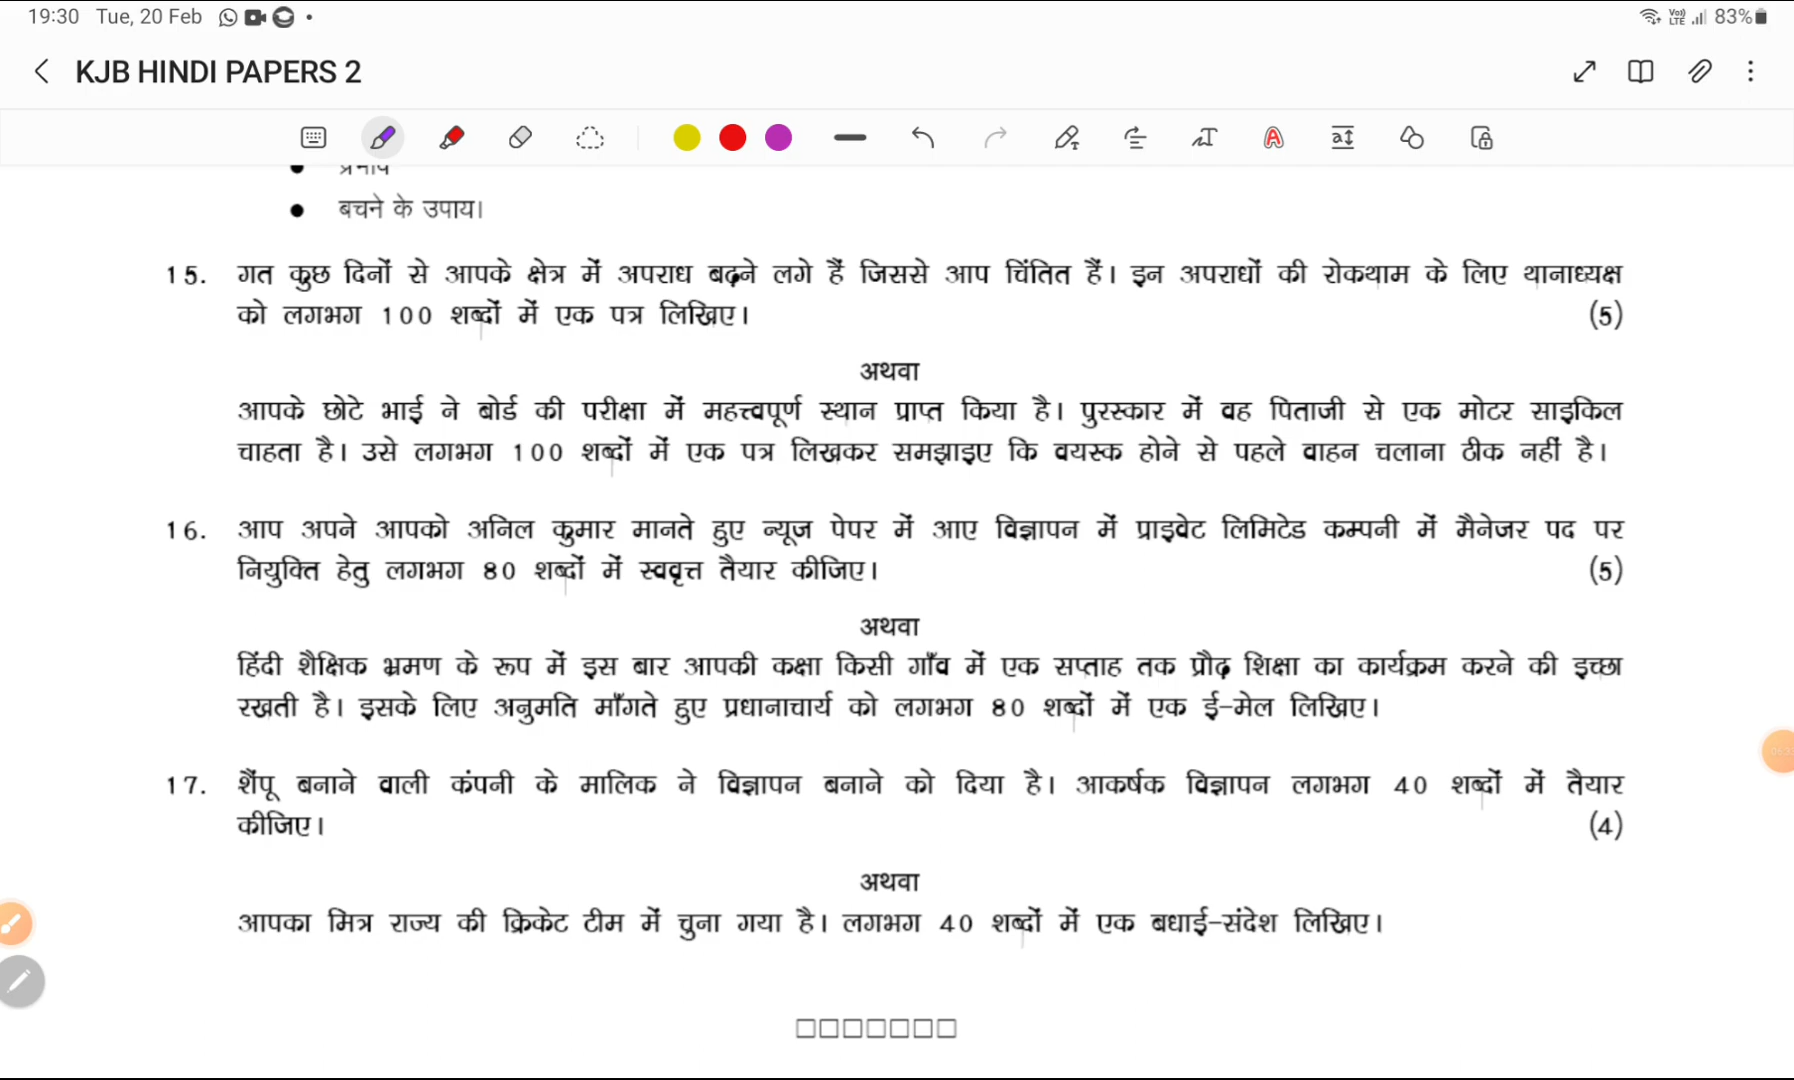 19:30 Tue, 20 Feb
83%
KJB HINDI PAPERS 2
बचने के उपाय।
15. गत कुछ दिनों से आपके क्षेत्र में अपराध बढ़ने लगे हैं जिससे आप चिंतित हैं। इन अपराधों की रोकथाम के लिए थानाध्यक्ष
को लगभग 100 शब्दों में एक पत्र लिखिए। (5)
अथवा
आपके छोटे भाई ने बोर्ड की परीक्षा में महत्त्वपूर्ण स्थान प्राप्त किया है। पुरस्कार में वह पिताजी से एक मोटर साइकिल
चाहता है। उसे लगभग 100 शब्दों में एक पत्र लिखकर समझाइए कि वयस्क होने से पहले वाहन चलाना ठीक नहीं है।
16. आप अपने आपको अनिल कुमार मानते हुए न्यूज पेपर में आए विज्ञापन में प्राइवेट लिमिटेड कम्पनी में मैनेजर पद पर
नियुक्ति हेतु लगभग 80 शब्दों में स्ववृत्त तैयार कीजिए। (5)
अथवा
हिंदी शैक्षिक भ्रमण के रूप में इस बार आपकी कक्षा किसी गाँव में एक सप्ताह तक प्रौढ़ शिक्षा का कार्यक्रम करने की इच्छा
रखती है। इसके लिए अनुमति माँगते हुए प्रधानाचार्य को लगभग 80 शब्दों में एक ई-मेल लिखिए।
17. शैंपू बनाने वाली कंपनी के मालिक ने विज्ञापन बनाने को दिया है। आकर्षक विज्ञापन लगभग 40 शब्दों में तैयार
कीजिए। (4)
अथवा
आपका मित्र राज्य की क्रिकेट टीम में चुना गया है। लगभग 40 शब्दों में एक बधाई-संदेश लिखिए।